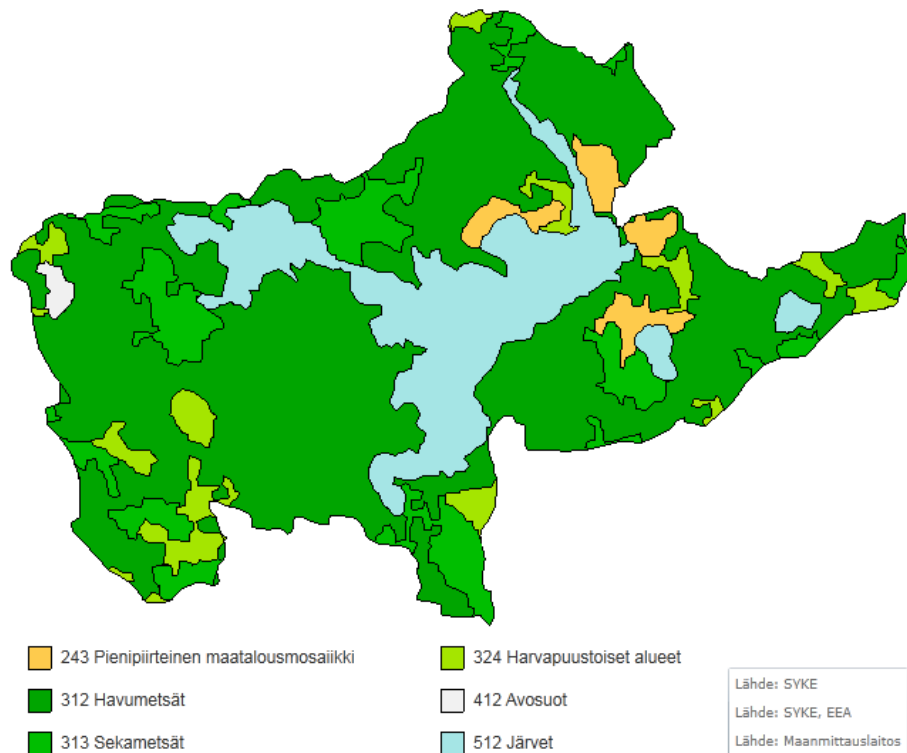 243 Pienipiirteinen maatalousmosaiikki
312 Havumetsät
313 Sekametsät
324 Harvapuustoiset alueet
412 Avosuot
512 Järvet
Lähde: SYKE
Lähde: SYKE, EEA
Lähde: Maanmittauslaitos